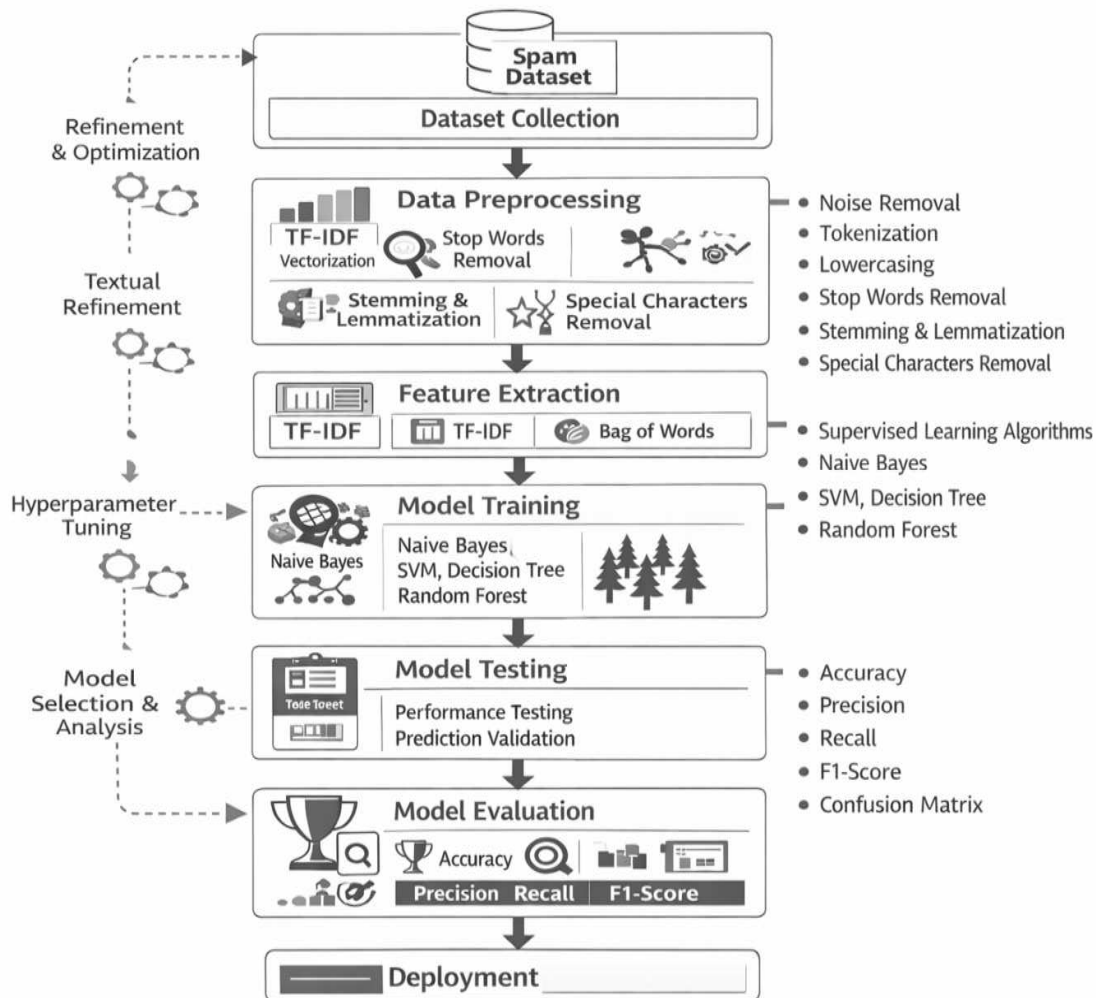 Spam
Dataset
Dataset Collection
Refinement
& Optimization
Data Preprocessing
TF-IDF
Vectorization
Stop Words
Removal
Stemming &
Lemmatization
Special Characters
Removal
• Noise Removal
• Tokenization
• Lowercasing
• Stop Words Removal
• Stemming & Lemmatization
• Special Characters Removal
Textual
Refinement
Feature Extraction
TF-IDF
TF-IDF
Bag of Words
• Supervised Learning Algorithms
• Naive Bayes
• SVM, Decision Tree
• Random Forest
Hyperparameter
Tuning
Model Training
Naive Bayes
Naive Bayes,
SVM, Decision Tree
Random Forest
Model
Selection &
Analysis
Model Testing
Performance Testing
Prediction Validation
• Accuracy
• Precision
• Recall
• F1-Score
• Confusion Matrix
Model Evaluation
Accuracy
Precision Recall F1-Score
Deployment